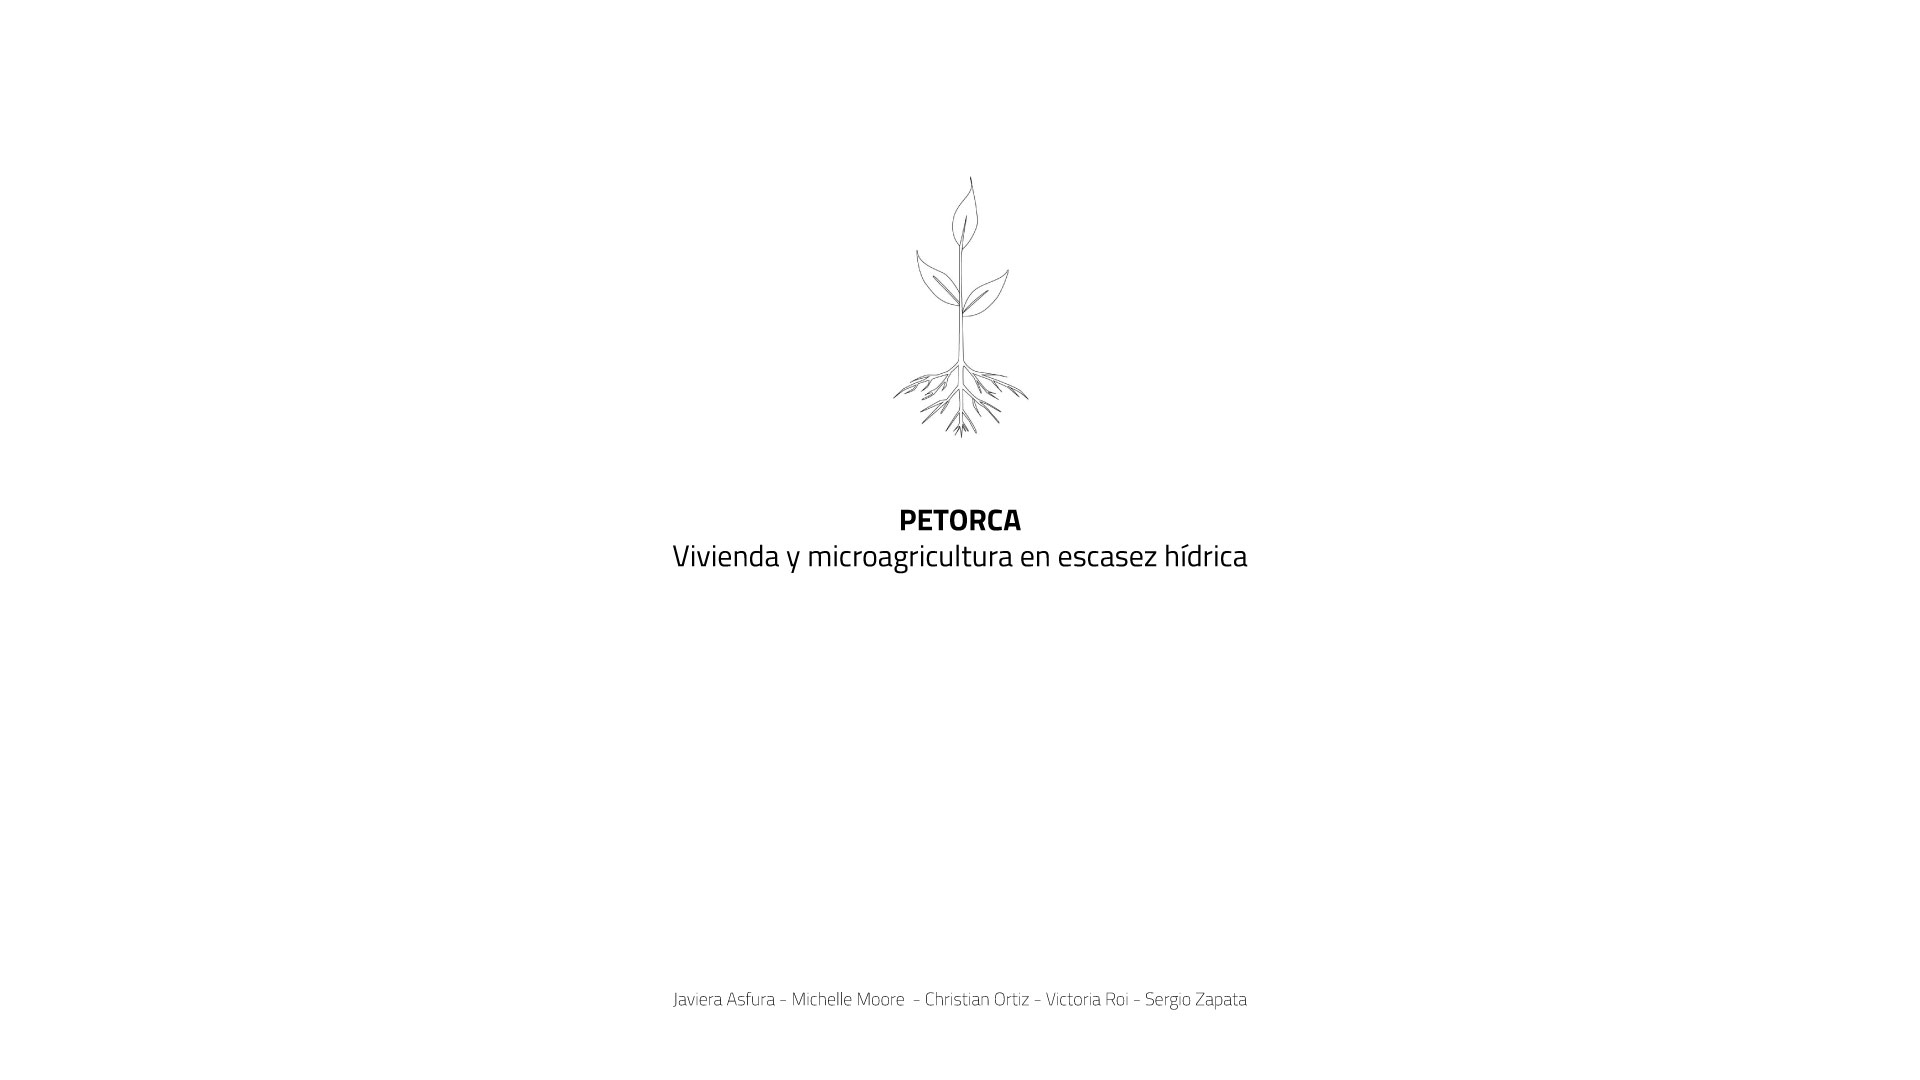 PETORCA
Vivienda y microagricultura en escasez hídrica
Javiera Asfura - Michelle Moore - Christian Ortiz - Victoria Roi - Sergio Zapata